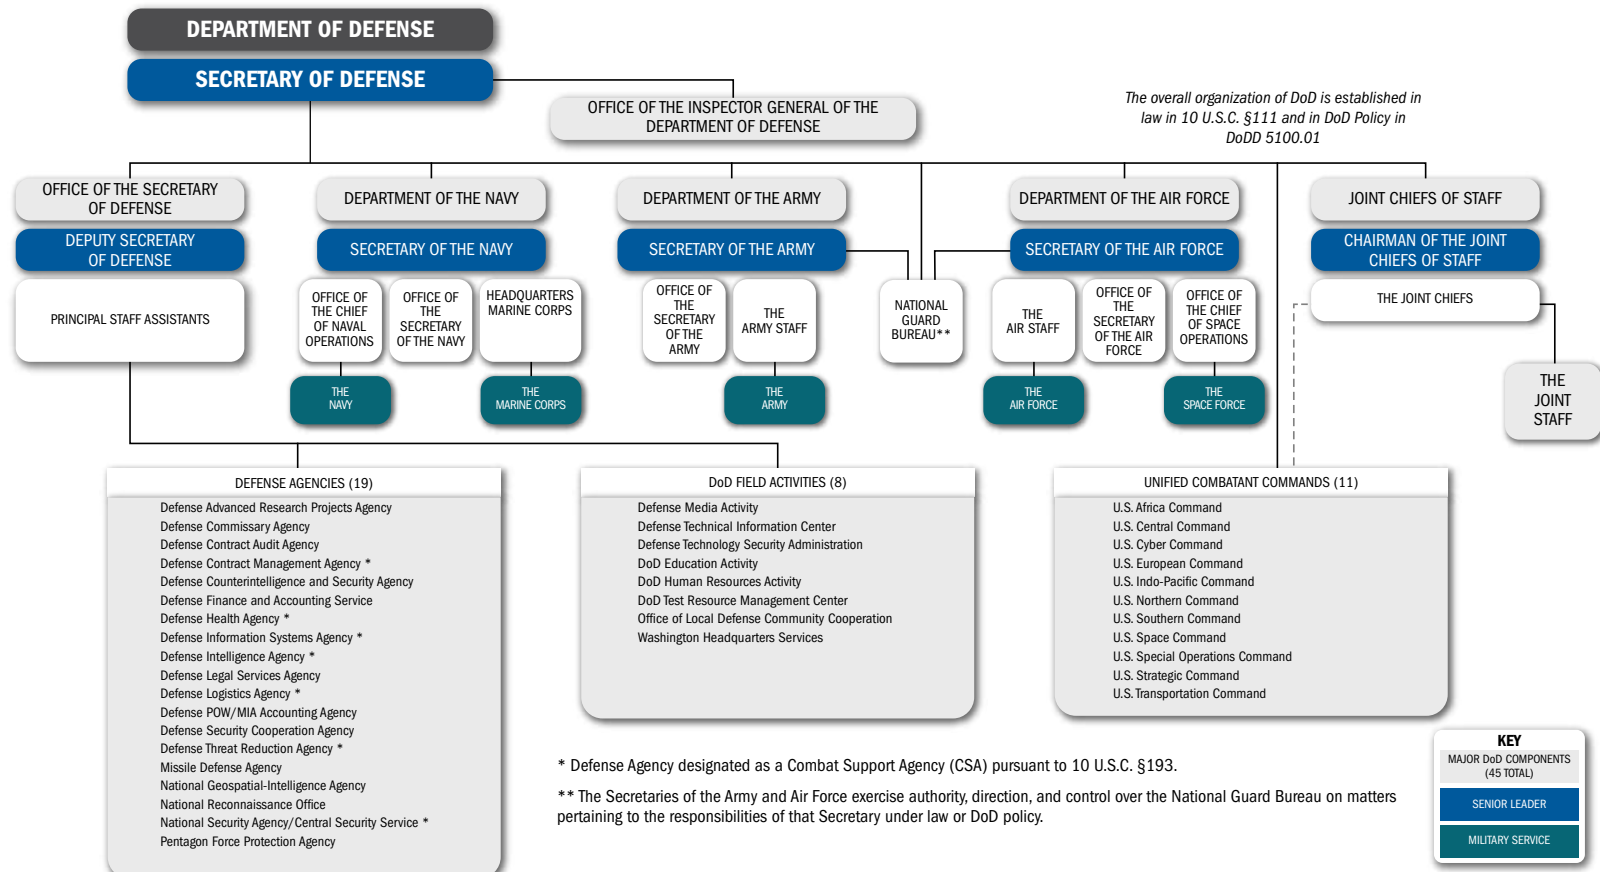 DEPARTMENT OF DEFENSE
SECRETARY OF DEFENSE
OFFICE OF THE INSPECTOR GENERAL OF THE
DEPARTMENT OF DEFENSE
The overall organization of DoD is established in
law in 10 U.S.C. §111 and in DoD Policy in
DoDD 5100.01
OFFICE OF THE SECRETARY
OF DEFENSE
DEPUTY SECRETARY
OF DEFENSE
PRINCIPAL STAFF ASSISTANTS
DEPARTMENT OF THE NAVY
SECRETARY OF THE NAVY
OFFICE OF
THE CHIEF
OF NAVAL
OPERATIONS
OFFICE OF
THE
SECRETARY
OF THE NAVY
HEADQUARTERS
MARINE CORPS
THE
NAVY
THE
MARINE CORPS
DEPARTMENT OF THE ARMY
SECRETARY OF THE ARMY
OFFICE OF
THE
SECRETARY
OF THE
ARMY
THE
ARMY STAFF
THE
ARMY
NATIONAL
GUARD
BUREAU**
DEPARTMENT OF THE AIR FORCE
SECRETARY OF THE AIR FORCE
THE
AIR STAFF
OFFICE OF
THE
SECRETARY
OF THE AIR
FORCE
OFFICE OF
THE CHIEF
OF SPACE
OPERATIONS
THE
AIR FORCE
THE
SPACE FORCE
JOINT CHIEFS OF STAFF
CHAIRMAN OF THE JOINT
CHIEFS OF STAFF
THE JOINT CHIEFS
THE
JOINT
STAFF
DEFENSE AGENCIES (19)
Defense Advanced Research Projects Agency
Defense Commissary Agency
Defense Contract Audit Agency
Defense Contract Management Agency *
Defense Counterintelligence and Security Agency
Defense Finance and Accounting Service
Defense Health Agency *
Defense Information Systems Agency *
Defense Intelligence Agency *
Defense Legal Services Agency
Defense Logistics Agency *
Defense POW/MIA Accounting Agency
Defense Security Cooperation Agency
Defense Threat Reduction Agency *
Missile Defense Agency
National Geospatial-Intelligence Agency
National Reconnaissance Office
National Security Agency/Central Security Service *
Pentagon Force Protection Agency
DoD FIELD ACTIVITIES (8)
Defense Media Activity
Defense Technical Information Center
Defense Technology Security Administration
DoD Education Activity
DoD Human Resources Activity
DoD Test Resource Management Center
Office of Local Defense Community Cooperation
Washington Headquarters Services
UNIFIED COMBATANT COMMANDS (11)
U.S. Africa Command
U.S. Central Command
U.S. Cyber Command
U.S. European Command
U.S. Indo-Pacific Command
U.S. Northern Command
U.S. Southern Command
U.S. Space Command
U.S. Special Operations Command
U.S. Strategic Command
U.S. Transportation Command
* Defense Agency designated as a Combat Support Agency (CSA) pursuant to 10 U.S.C. §193.
** The Secretaries of the Army and Air Force exercise authority, direction, and control over the National Guard Bureau on matters
pertaining to the responsibilities of that Secretary under law or DoD policy.
KEY
MAJOR DoD COMPONENTS
(45 TOTAL)
SENIOR LEADER
MILITARY SERVICE